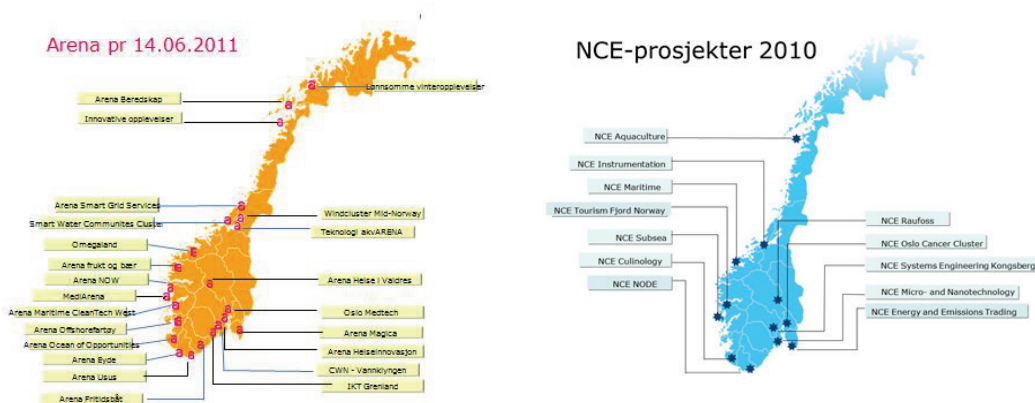 Arena pr 14.06.2011
Lønnsomme vinteropplevelser
Arena Beredskap
Innovative opplevelser
Arena Smart Grid Services
Smart Water Communites Cluste
Omegaland
Arena frukt og bær
Arena NOW
MediArena
Arena Maritime CleanTech West
Arena Offshorefartøy
Arena Ocean of Opportunities
Arena Eyde
Arena Usus
Arena Fritidsbåt
Windcluster Mid-Norway
Teknologi akvARENA
Arena Helse i Valdres
Oslo Medtech
Arena Magica
Arena Helseinnovasjon
CWN - Vannklyngen
IKT Grenland
NCE-prosjekter 2010
NCE Aquaculture
NCE Instrumentation
NCE Maritime
NCE Tourism Fjord Norway
NCE Subsea
NCE Culinology
NCE NODE
NCE Raufoss
NCE Oslo Cancer Cluster
NCE Systems Engineering Kongsberg
NCE Micro- and Nanotechnology
NCE Energy and Emissions Trading